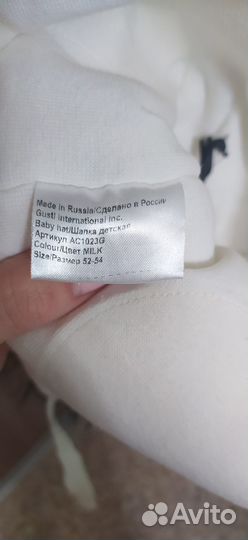 Made in Russia/Сделано в России
Gusti International Inc.
Baby hat/Шапка детская
Артикул AC1023G
Colour/Цвет MILK
Size/Размер 52-54
Avito